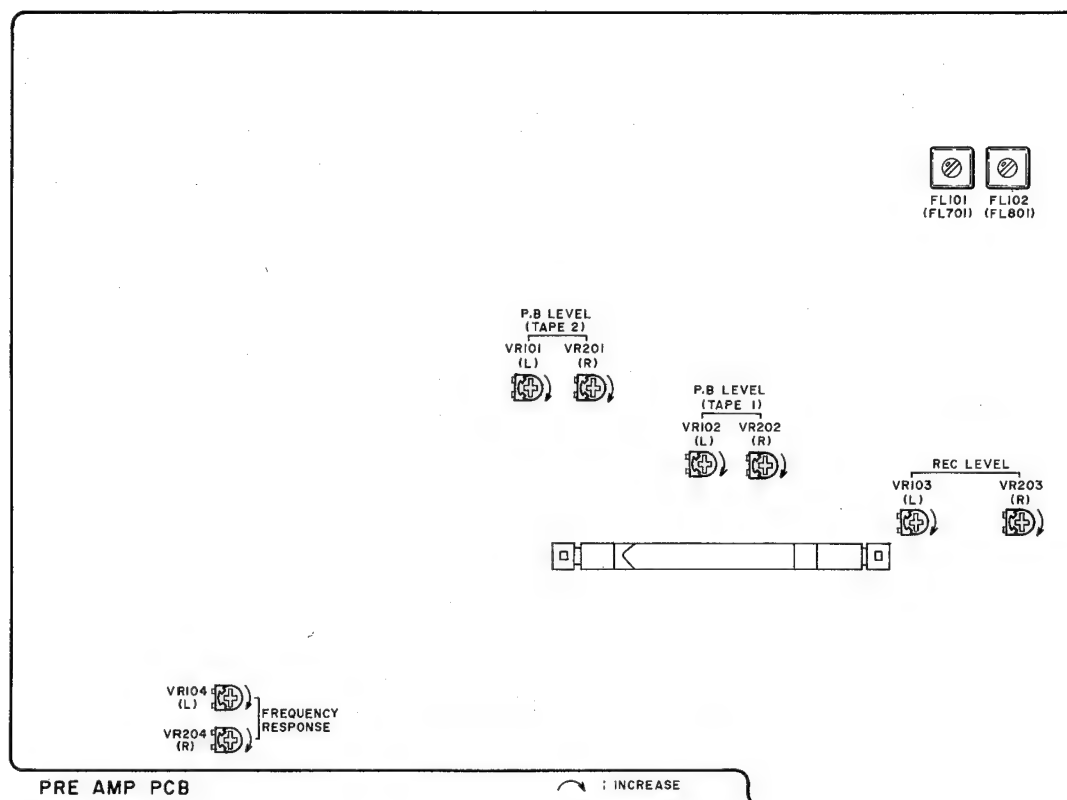 FL101 FL102
(FL701) (FL801)
P.B LEVEL
(TAPE 2)
VR101 VR201
(L) (R)
P.B LEVEL
(TAPE 1)
VR102 VR202
(L) (R)
REC LEVEL
VR103 VR203
(L) (R)
VR104
(L)
FREQUENCY
RESPONSE
VR204
(R)
PRE AMP PCB
: INCREASE